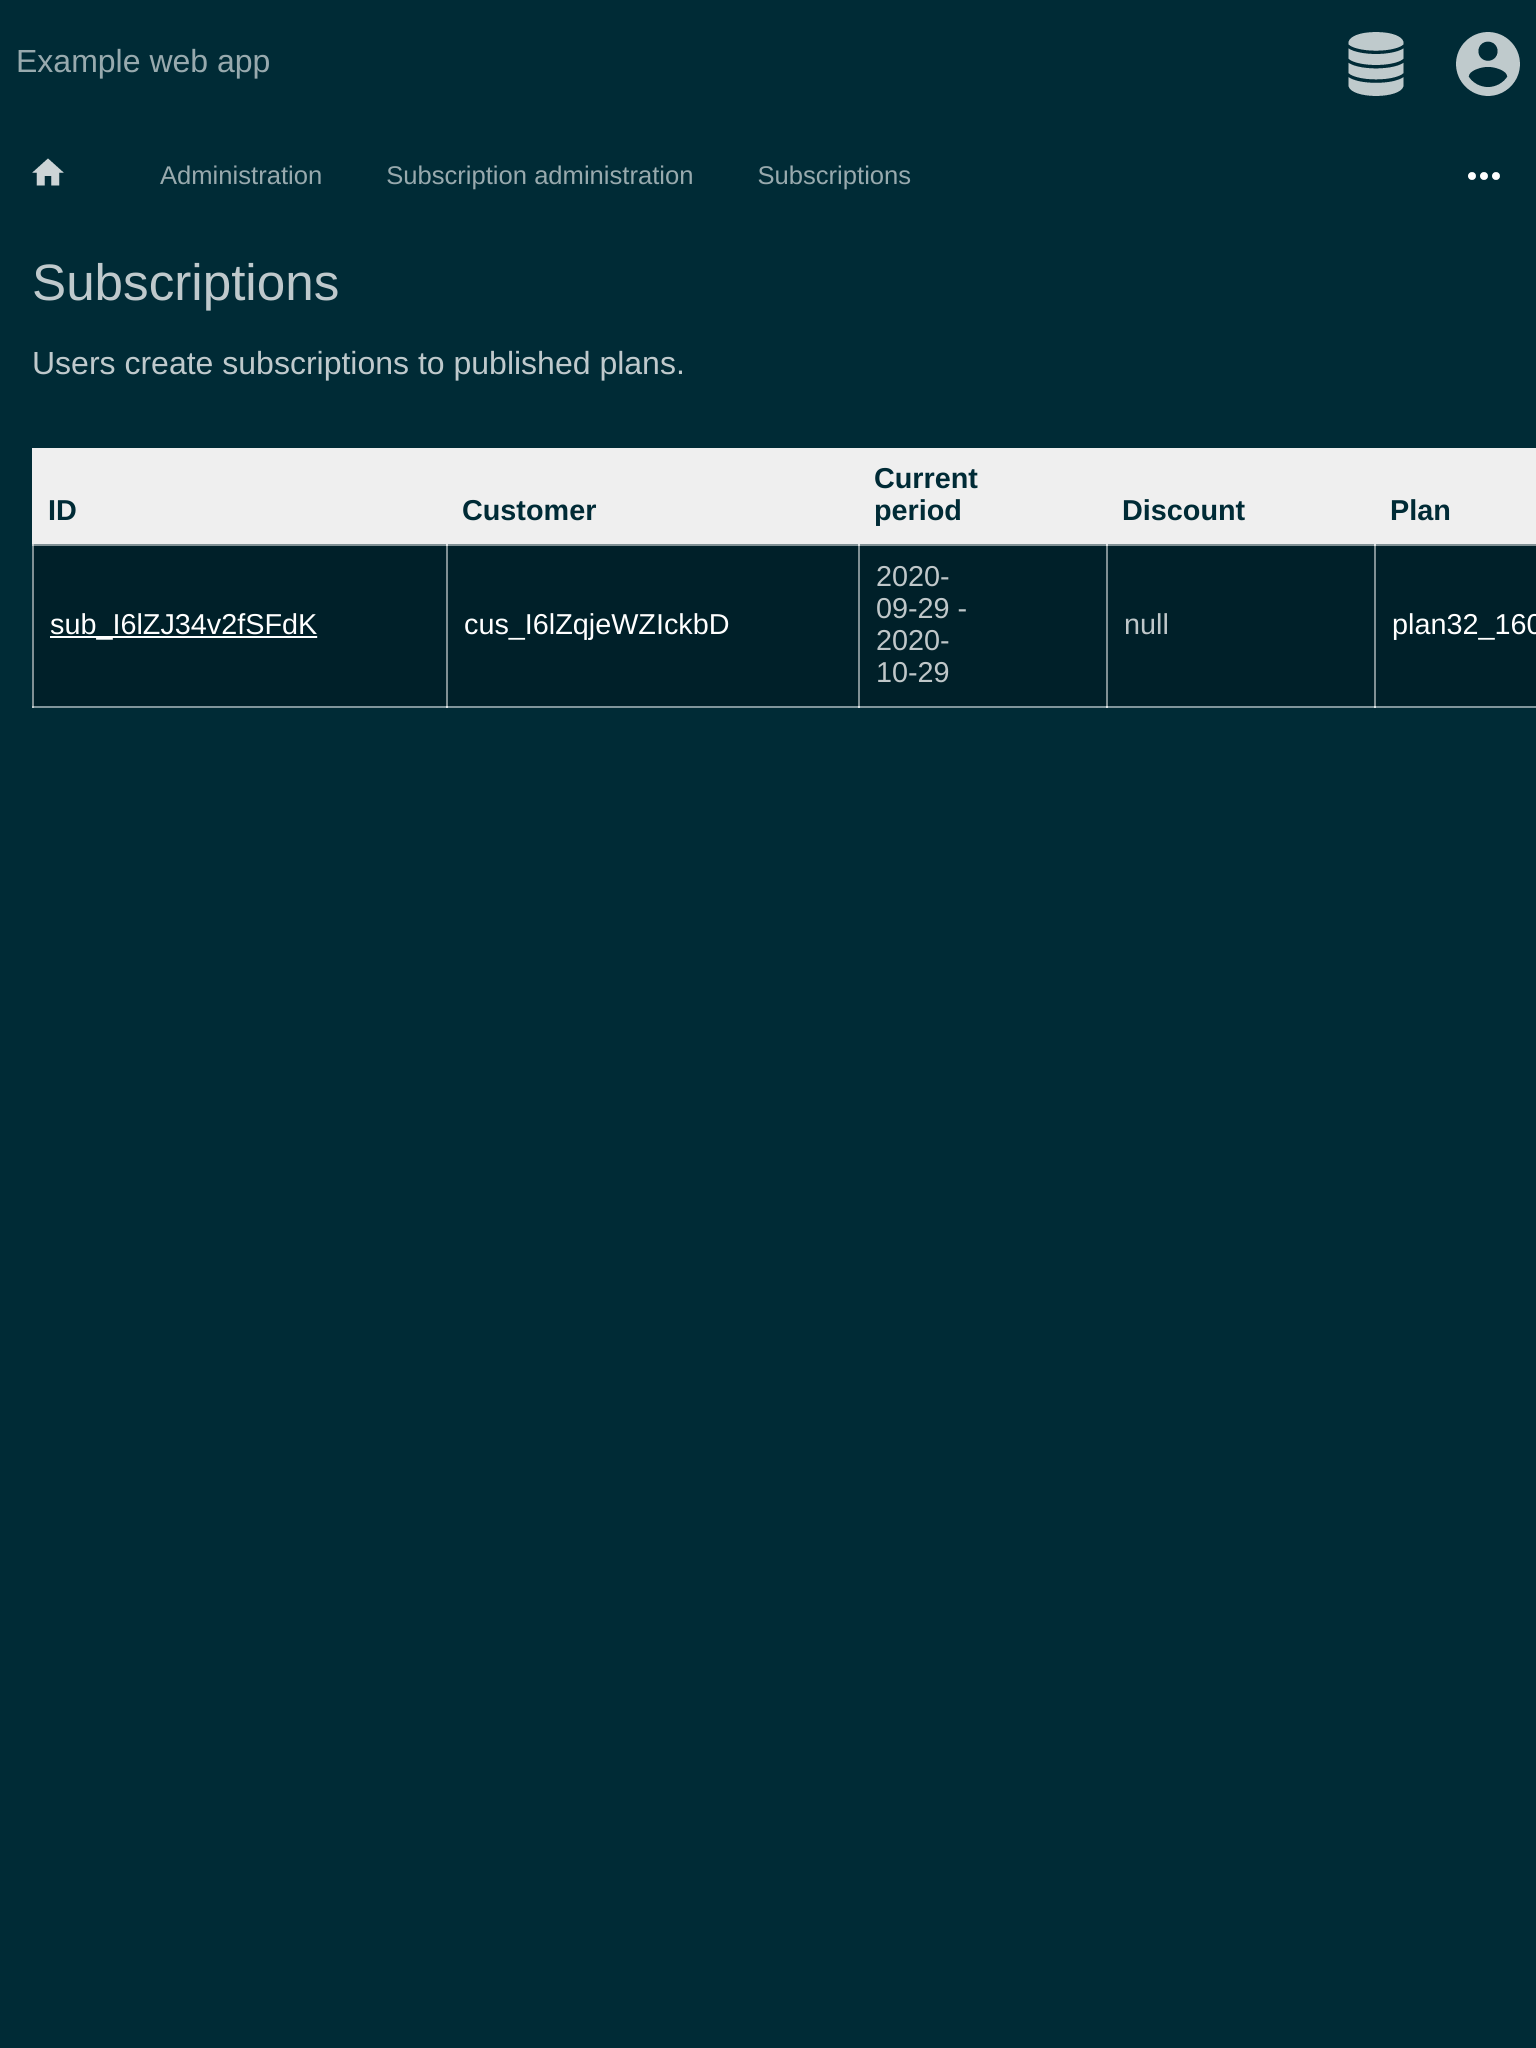 Example web app
Administration Subscription administration Subscriptions
Subscriptions
Users create subscriptions to published plans.
ID Customer Current period Discount Plan
sub_I6lZJ34v2fSFdK cus_I6lZqjeWZIckbD 2020-09-29 - 2020-10-29 null plan32_160